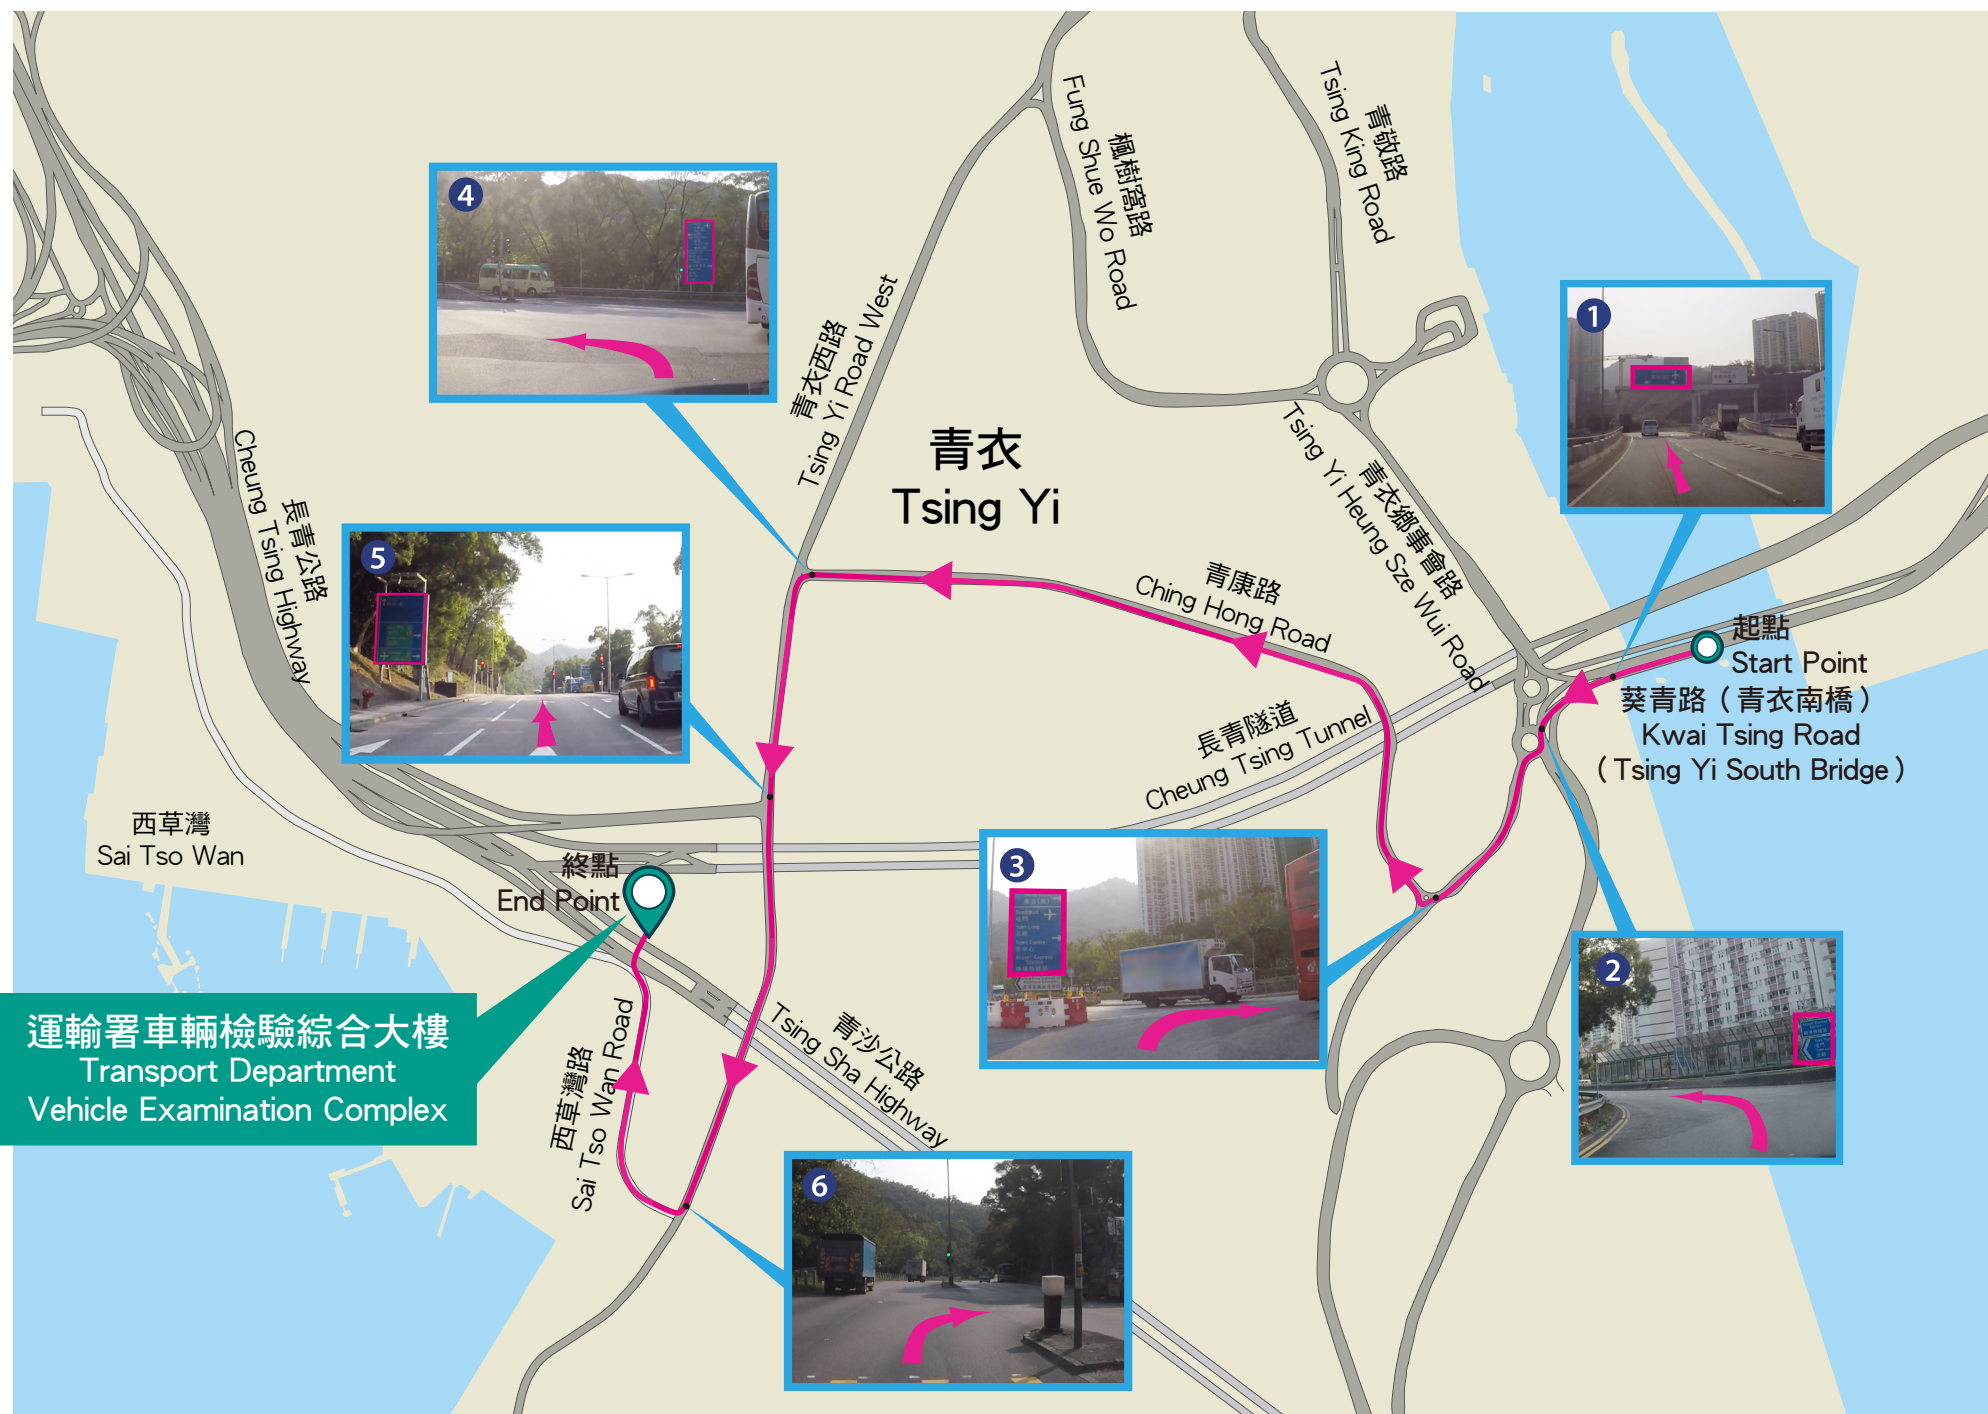 楓樹窩路
Fung Shue Wo Road
青敬路
Tsing King Road
4
1
青衣西路
Tsing Yi Road West
青衣
Tsing Yi
青衣鄉事會路
Tsing Yi Heung Sze Wui Road
長青公路
Cheung Tsing Highway
5
青康路
Ching Hong Road
起點
Start Point
葵青路(青衣南橋)
Kwai Tsing Road
(Tsing Yi South Bridge)
長青隧道
Cheung Tsing Tunnel
西草灣
Sai Tso Wan
終點
End Point
3
2
運輸署車輛檢驗綜合大樓
Transport Department
Vehicle Examination Complex
西草灣路
Sai Tso Wan Road
青沙公路
Tsing Sha Highway
6